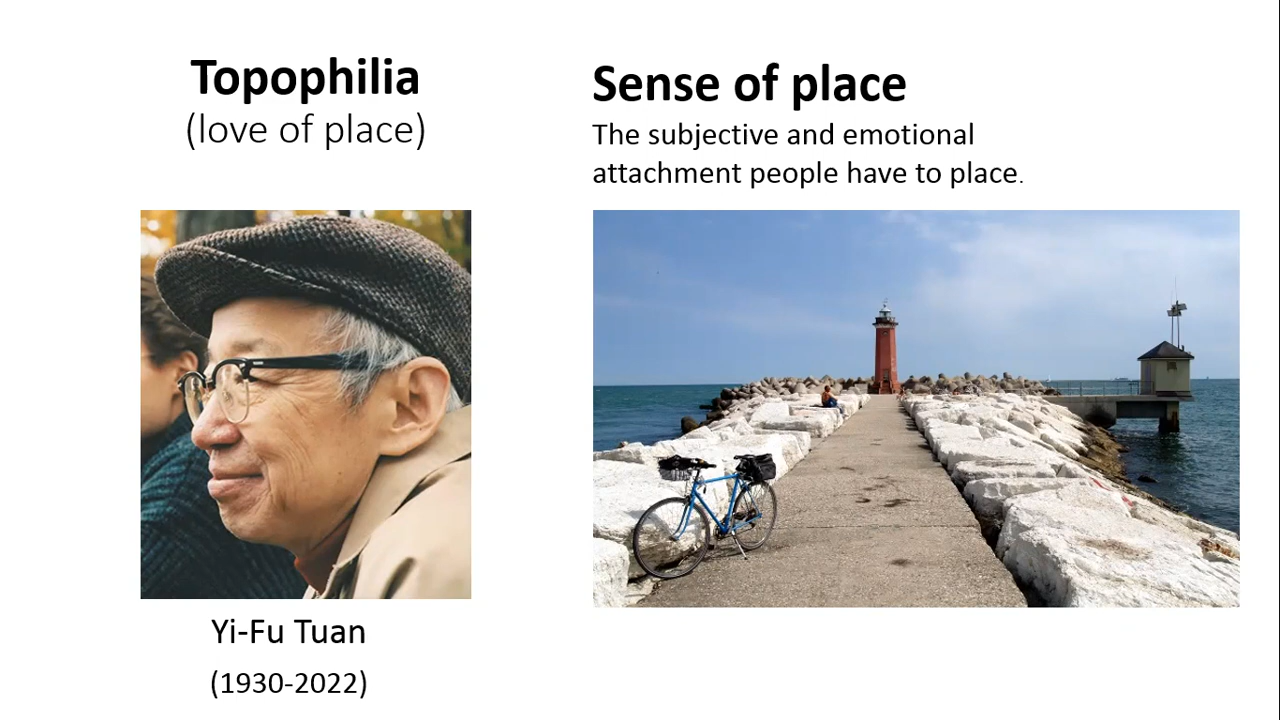 Topophilia
(love of place)
Yi-Fu Tuan
(1930-2022)
Sense of place
The subjective and emotional
attachment people have to place.